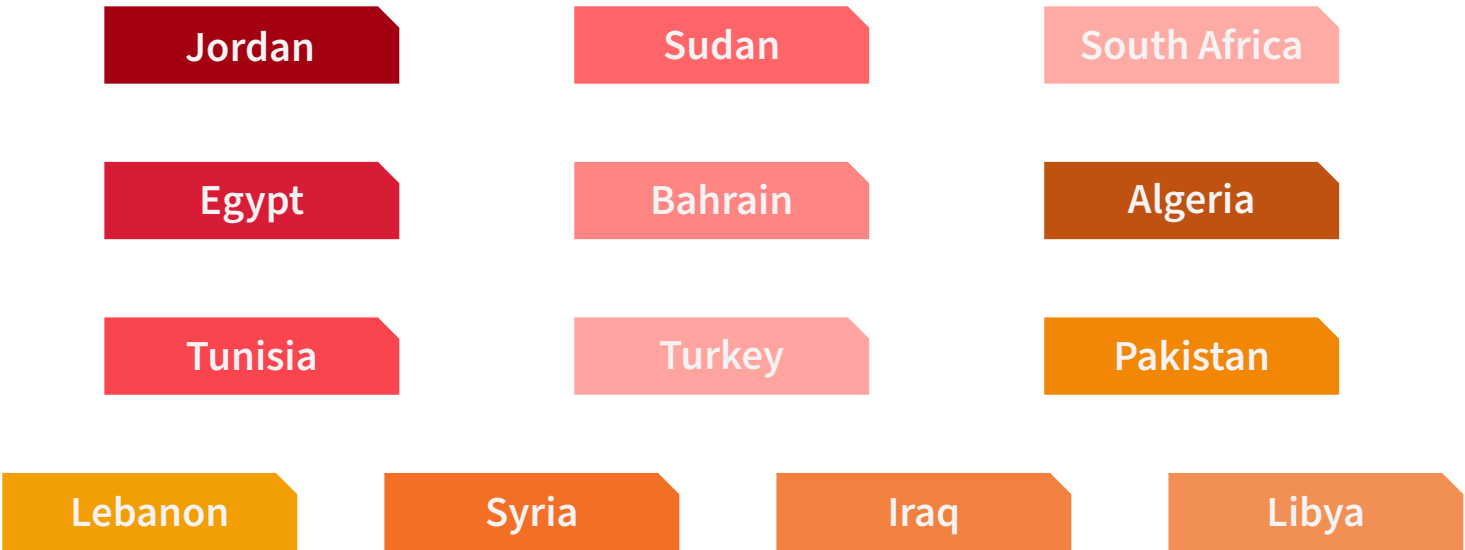 Jordan
Sudan
South Africa
Egypt
Bahrain
Algeria
Tunisia
Turkey
Pakistan
Lebanon
Syria
Iraq
Libya